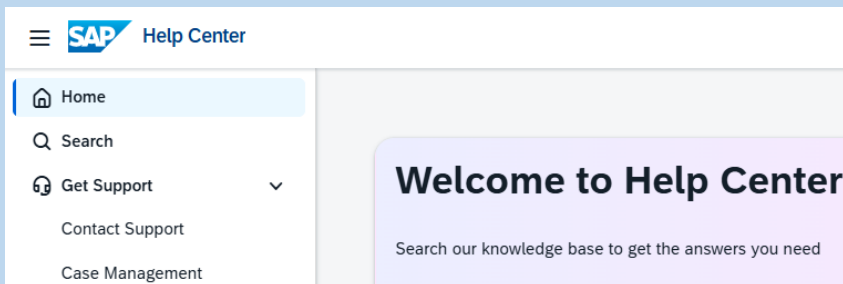 SAP Help Center
Home
Search
Get Support
Contact Support
Case Management
Welcome to Help Center
Search our knowledge base to get the answers you need